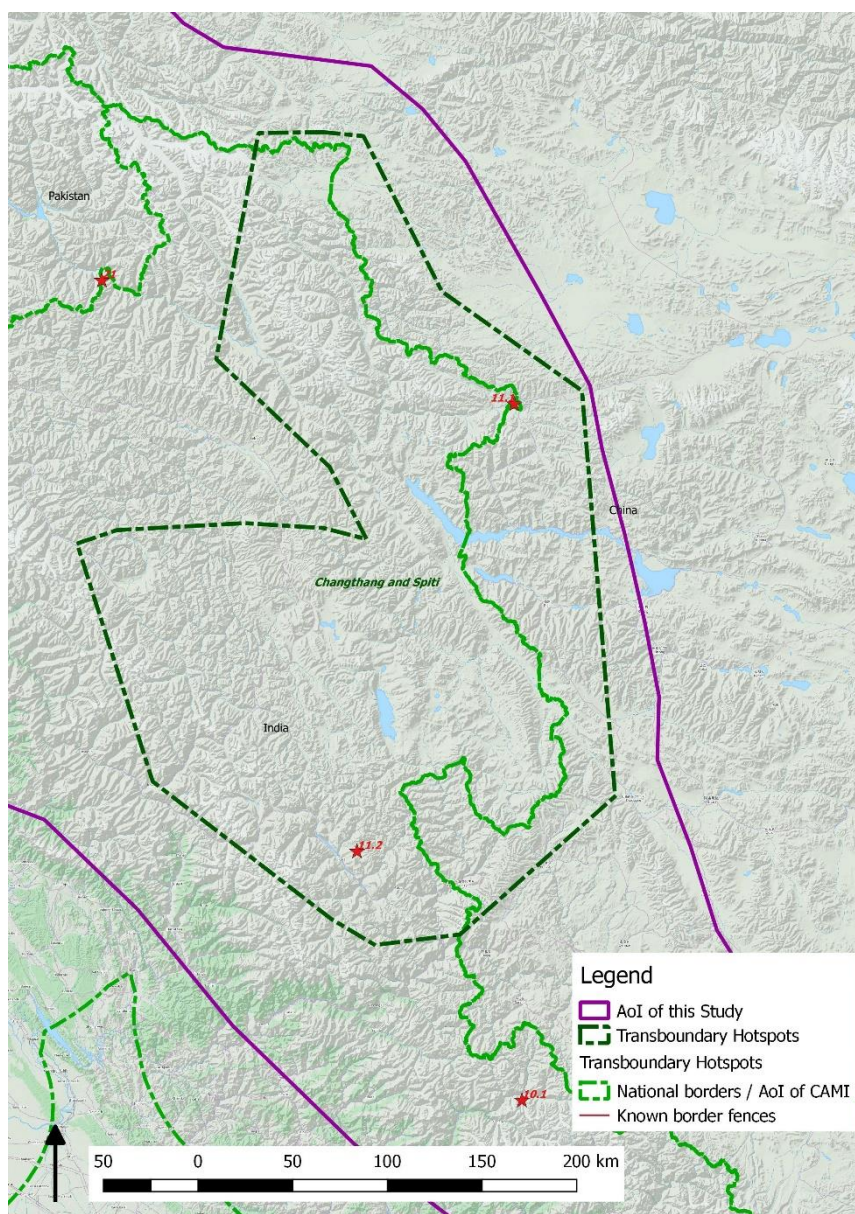 Pakistan
21
11.1
China
Changthang and Spiti
India
11.2
10.1
Legend
AoI of this Study
Transboundary Hotspots
Transboundary Hotspots
National borders / AoI of CAMI
Known border fences
50 0 50 100 150 200 km